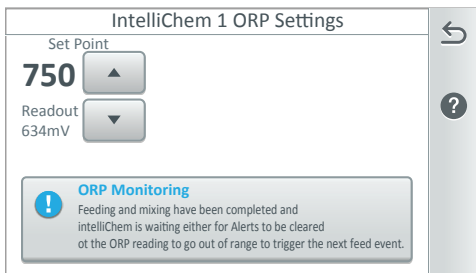 IntelliChem 1 ORP Settings
Set Point
750
Readout
634mV
ORP Monitoring
Feeding and mixing have been completed and
intelliChem is waiting either for Alerts to be cleared
ot the ORP reading to go out of range to trigger the next feed event.